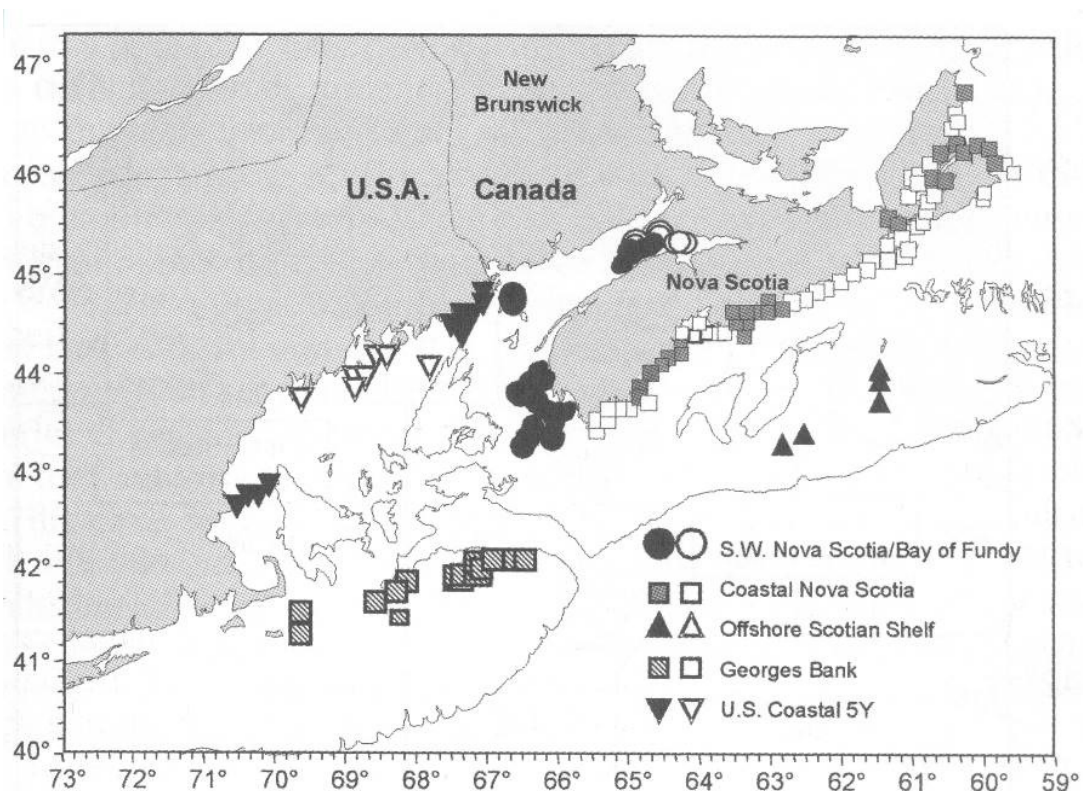 47°
46°
45°
44°
43°
42°
41°
40°
New
Brunswick
U.S.A.
Canada
Nova Scotia
S.W. Nova Scotia/Bay of Fundy
Coastal Nova Scotia
Offshore Scotian Shelf
Georges Bank
U.S. Coastal 5Y
73° 72° 71° 70° 69° 68° 67° 66° 65° 64° 63° 62° 61° 60° 59°